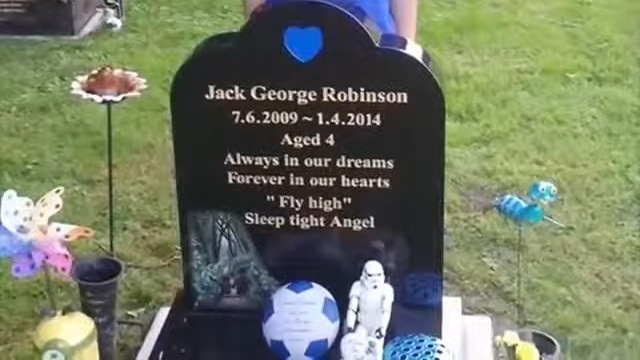 Jack George Robinson
7.6.2009 ~ 1.4.2014
Aged 4
Always in our dreams
Forever in our hearts
" Fly high"
Sleep tight Angel